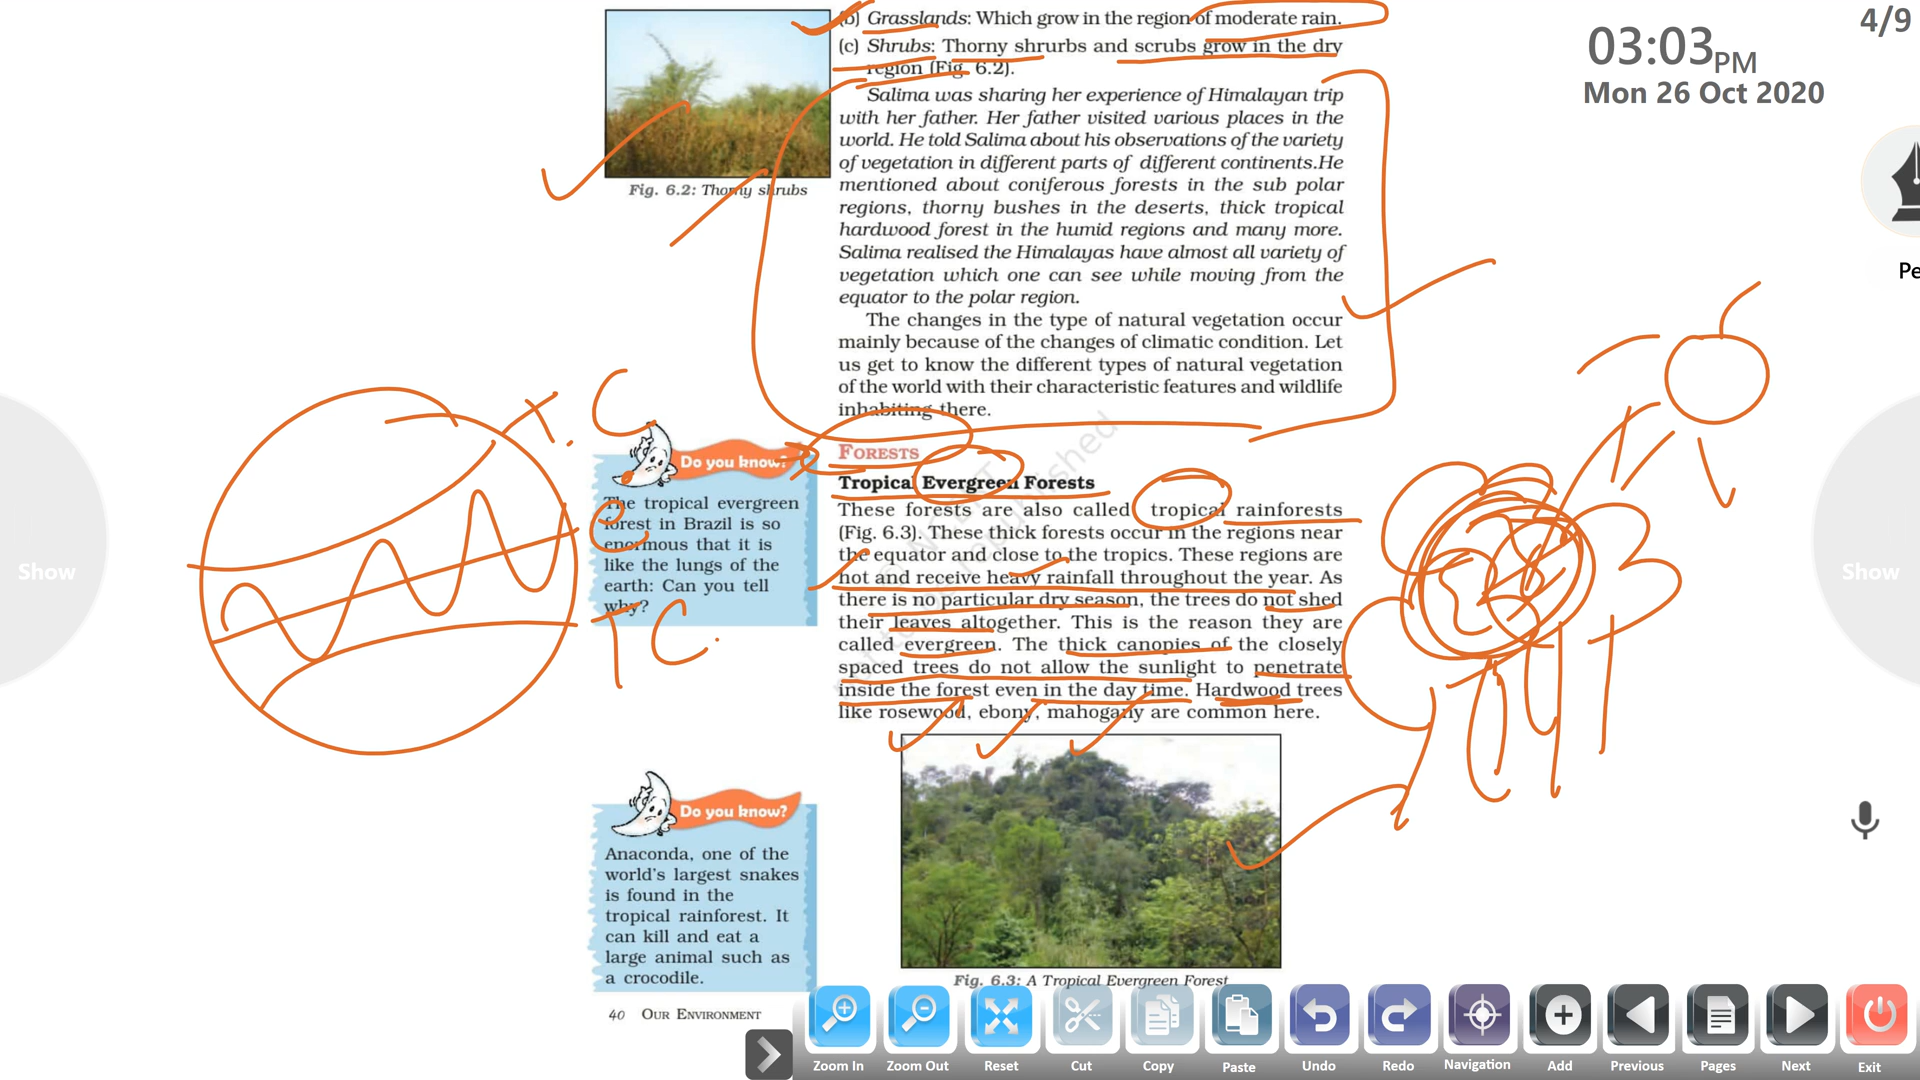 (b) Grasslands: Which grow in the region of moderate rain.
(c) Shrubs: Thorny shrurbs and scrubs grow in the dry
region (Fig. 6.2).
Fig. 6.2: Thorny shrubs
Salima was sharing her experience of Himalayan trip
with her father. Her father visited various places in the
world. He told Salima about his observations of the variety
of vegetation in different parts of different continents.He
mentioned about coniferous forests in the sub polar
regions, thorny bushes in the deserts, thick tropical
hardwood forest in the humid regions and many more.
Salima realised the Himalayas have almost all variety of
vegetation which one can see while moving from the
equator to the polar region.
The changes in the type of natural vegetation occur
mainly because of the changes of climatic condition. Let
us get to know the different types of natural vegetation
of the world with their characteristic features and wildlife
inhabiting there.
FORESTS
Tropical Evergreen Forests
These forests are also called tropical rainforests
(Fig. 6.3). These thick forests occur in the regions near
the equator and close to the tropics. These regions are
hot and receive heavy rainfall throughout the year. As
there is no particular dry season, the trees do not shed
their leaves altogether. This is the reason they are
called evergreen. The thick canopies of the closely
spaced trees do not allow the sunlight to penetrate
inside the forest even in the day time. Hardwood trees
like rosewood, ebony, mahogany are common here.
Fig. 6.3: A Tropical Evergreen Forest
Do you know?
The tropical evergreen
forest in Brazil is so
enormous that it is
like the lungs of the
earth: Can you tell
why?
Do you know?
Anaconda, one of the
world's largest snakes
is found in the
tropical rainforest. It
can kill and eat a
large animal such as
a crocodile.
40 OUR ENVIRONMENT
T. C
e
T C.
03:03 PM
Mon 26 Oct 2020
4/9
Pe
Show
Show
Zoom In
Zoom Out
Reset
Cut
Copy
Paste
Undo
Redo
Navigation
Add
Previous
Pages
Next
Exit